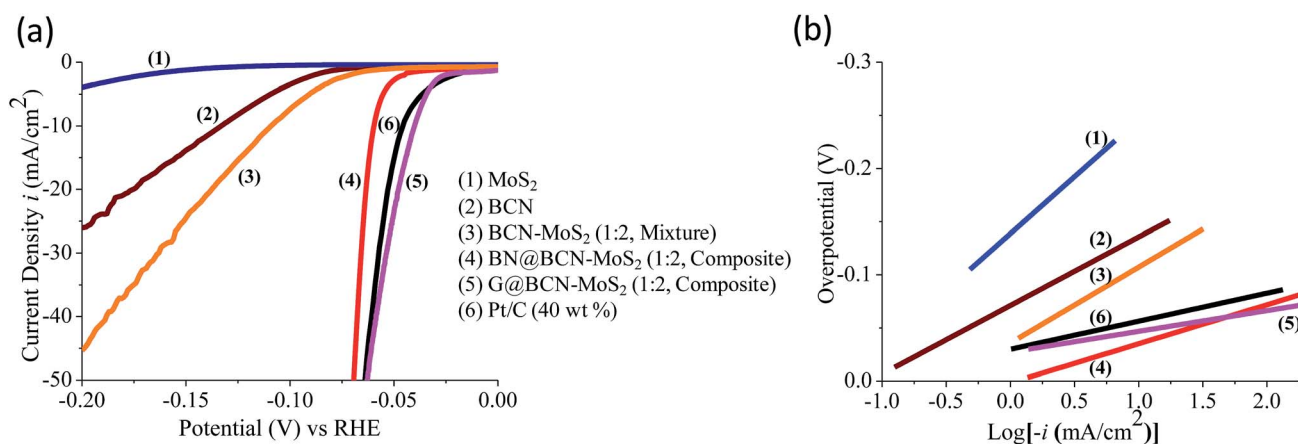 (a)
0
-10
-20
-30
-40
-50
Current Density i (mA/cm²)
-0.20
-0.15
-0.10
-0.05
0.00
Potential (V) vs RHE
(1)
(2)
(3)
(4)
(6)
(5)
(1) MoS₂
(2) BCN
(3) BCN-MoS₂ (1:2, Mixture)
(4) BN@BCN-MoS₂ (1:2, Composite)
(5) G@BCN-MoS₂ (1:2, Composite)
(6) Pt/C (40 wt %)
(b)
-0.3
-0.2
-0.1
0.0
Overpotential (V)
-1.0
-0.5
0.0
0.5
1.0
1.5
2.0
Log[-i (mA/cm²)]
(1)
(2)
(3)
(6)
(5)
(4)